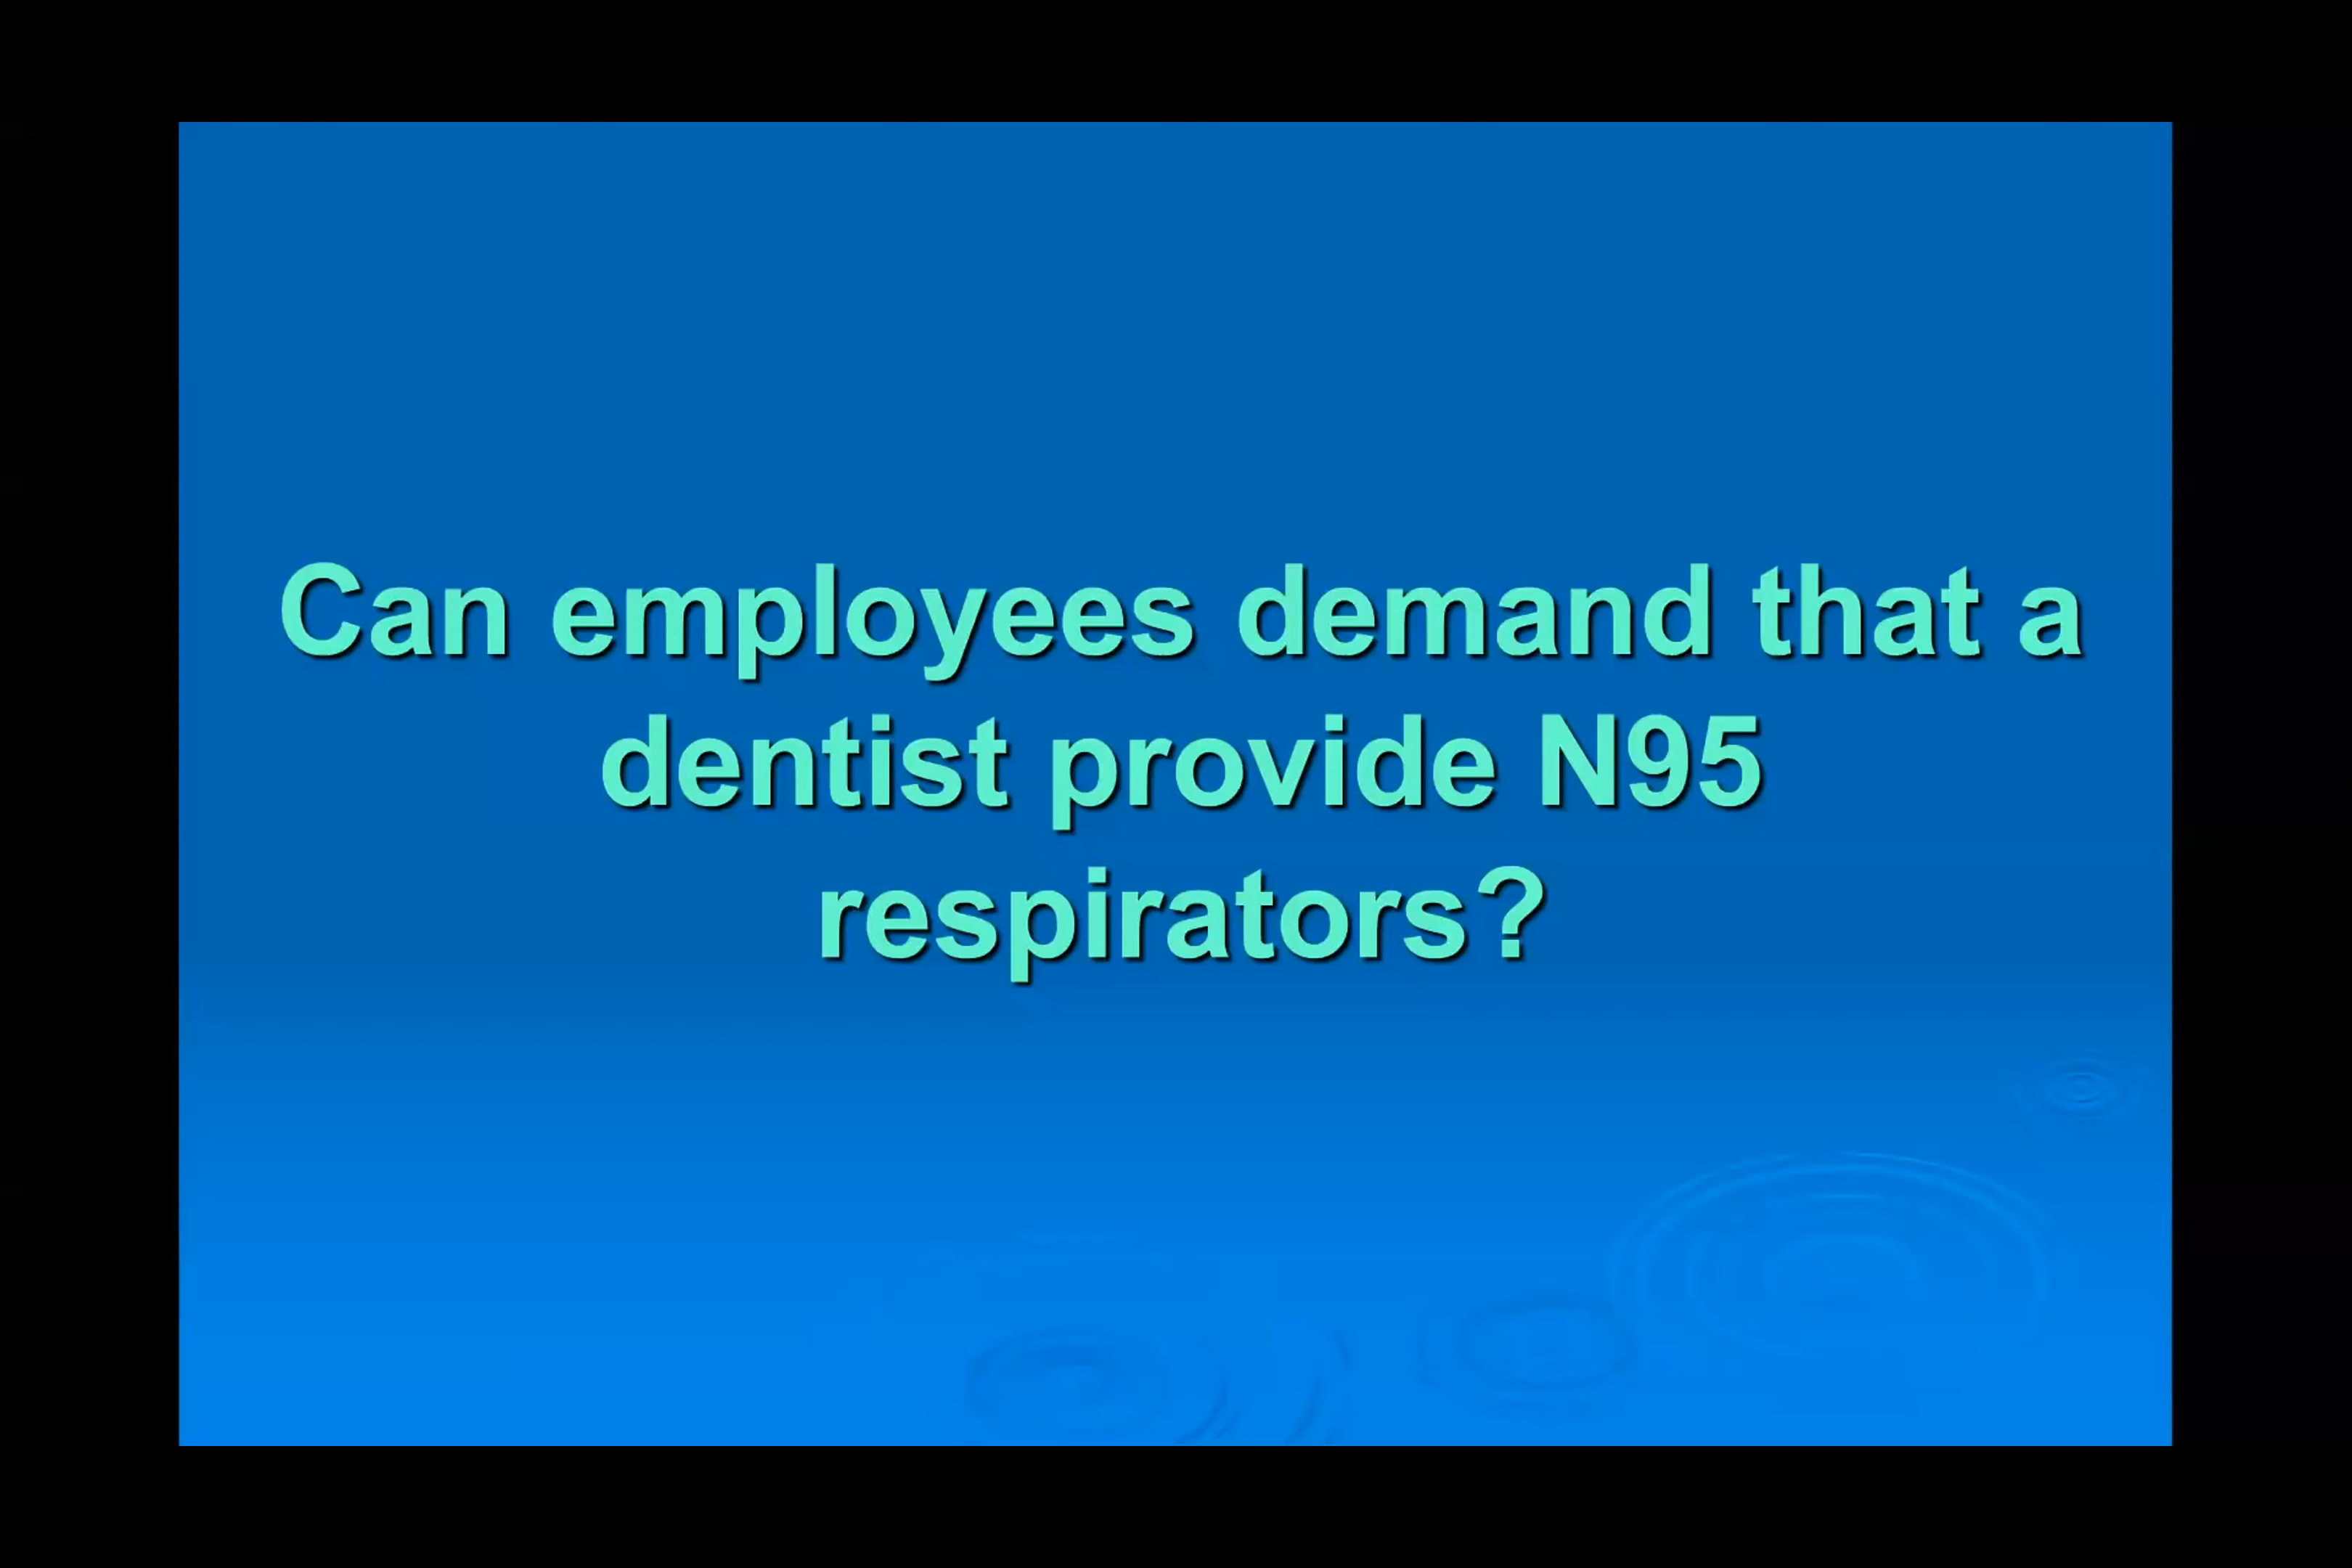 Can employees demand that a
dentist provide N95
respirators?